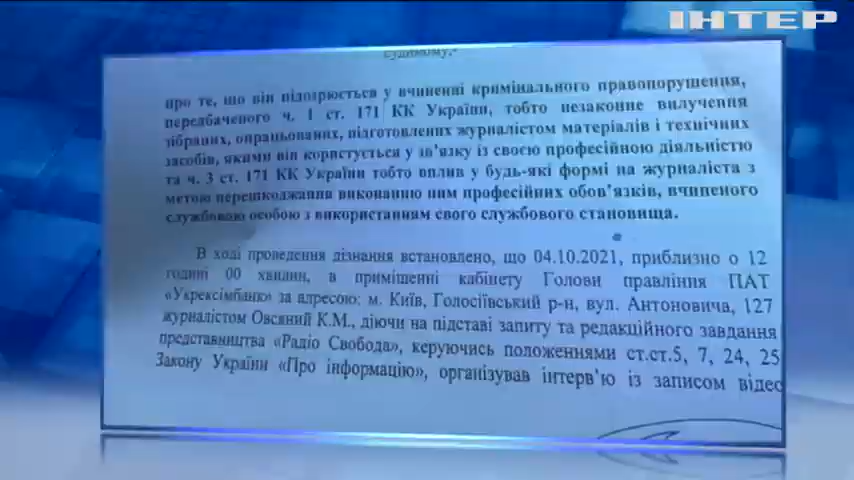 ІНТЕР
судимому,-
про те, що він підозрюється у вчиненні кримінального правопорушення,
передбаченого ч. 1 ст. 171 КК України, тобто незаконне вилучення
зібраних, опрацьованих, підготовлених журналістом матеріалів і технічних
засобів, якими він користується у зв'язку із своєю професійною діяльністю
та ч. 3 ст. 171 КК України тобто вплив у будь-які формі на журналіста з
метою перешкоджання виконанню ним професійних обов'язків, вчиненого
службовою особою з використанням свого службового становища.
В ході проведення дізнання встановлено, що 04.10.2021, приблизно о 12
годині 00 хвилин, в приміщенні кабінету Голови правління ПАТ
«Укрексімбанк» за адресою: м. Київ, Голосіївський р-н, вул. Антоновича, 127
журналістом Овсяний К.М., діючи на підставі запиту та редакційного завдання
представництва «Радіо Свобода», керуючись положеннями ст.ст.5, 7, 24, 25
Закону України «Про інформацію», організував інтерв'ю із записом відео